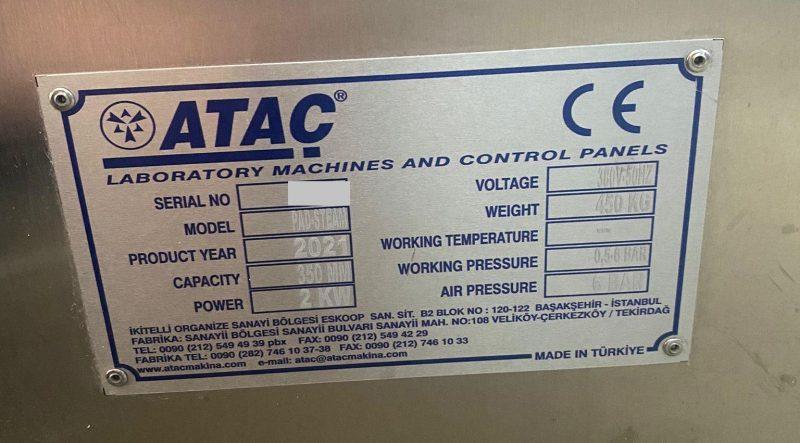 ATAÇ®
CE
LABORATORY MACHINES AND CONTROL PANELS
SERIAL NO
MODEL PAD-STEAM
PRODUCT YEAR 2021
CAPACITY 350 MM
POWER 2 KW
VOLTAGE 380V-50HZ
WEIGHT 450 KG
WORKING TEMPERATURE
WORKING PRESSURE 0,5-6 BAR
AIR PRESSURE 6 BAR
İKİTELLİ ORGANİZE SANAYİ BÖLGESİ ESKOOP SAN. SİT. B2 BLOK NO : 120-122 BAŞAKŞEHİR - İSTANBUL
FABRİKA: SANAYİİ BÖLGESİ SANAYİİ BULVARI SANAYİİ MAH. NO:108 VELİKÖY-ÇERKEZKÖY / TEKİRDAĞ
TEL: 0090 (212) 549 49 39 pbx FAX: 0090 (212) 549 42 29
FABRİKA TEL: 0090 (282) 746 10 37-38 FAX: 0090 (212) 746 10 33
www.atacmakina.com e-mail: atac@atacmakina.com
MADE IN TÜRKİYE